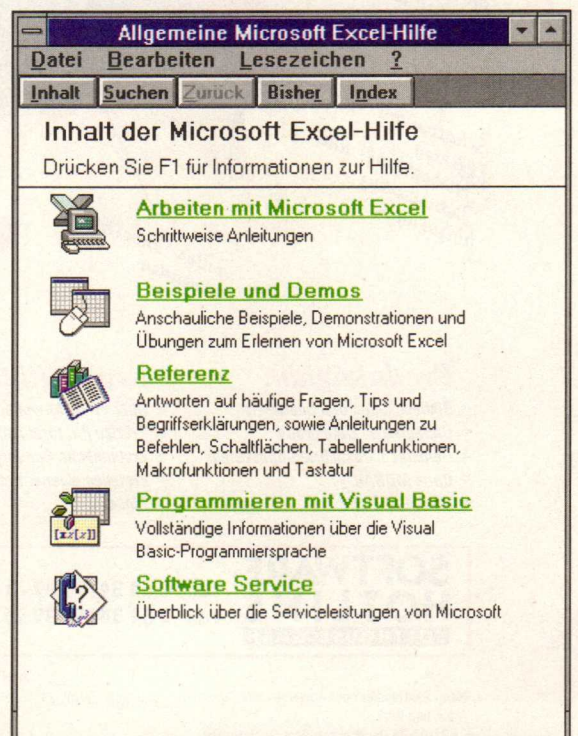 Allgemeine Microsoft Excel-Hilfe
Datei Bearbeiten Lesezeichen ?
Inhalt Suchen Zurück Bisher Index
Inhalt der Microsoft Excel-Hilfe
Drücken Sie F1 für Informationen zur Hilfe.
Arbeiten mit Microsoft Excel
Schrittweise Anleitungen
Beispiele und Demos
Anschauliche Beispiele, Demonstrationen und
Übungen zum Erlernen von Microsoft Excel
Referenz
Antworten auf häufige Fragen, Tips und
Begriffserklärungen, sowie Anleitungen zu
Befehlen, Schaltflächen, Tabellenfunktionen,
Makrofunktionen und Tastatur
Programmieren mit Visual Basic
Vollständige Informationen über die Visual
Basic-Programmiersprache
Software Service
Überblick über die Serviceleistungen von Microsoft